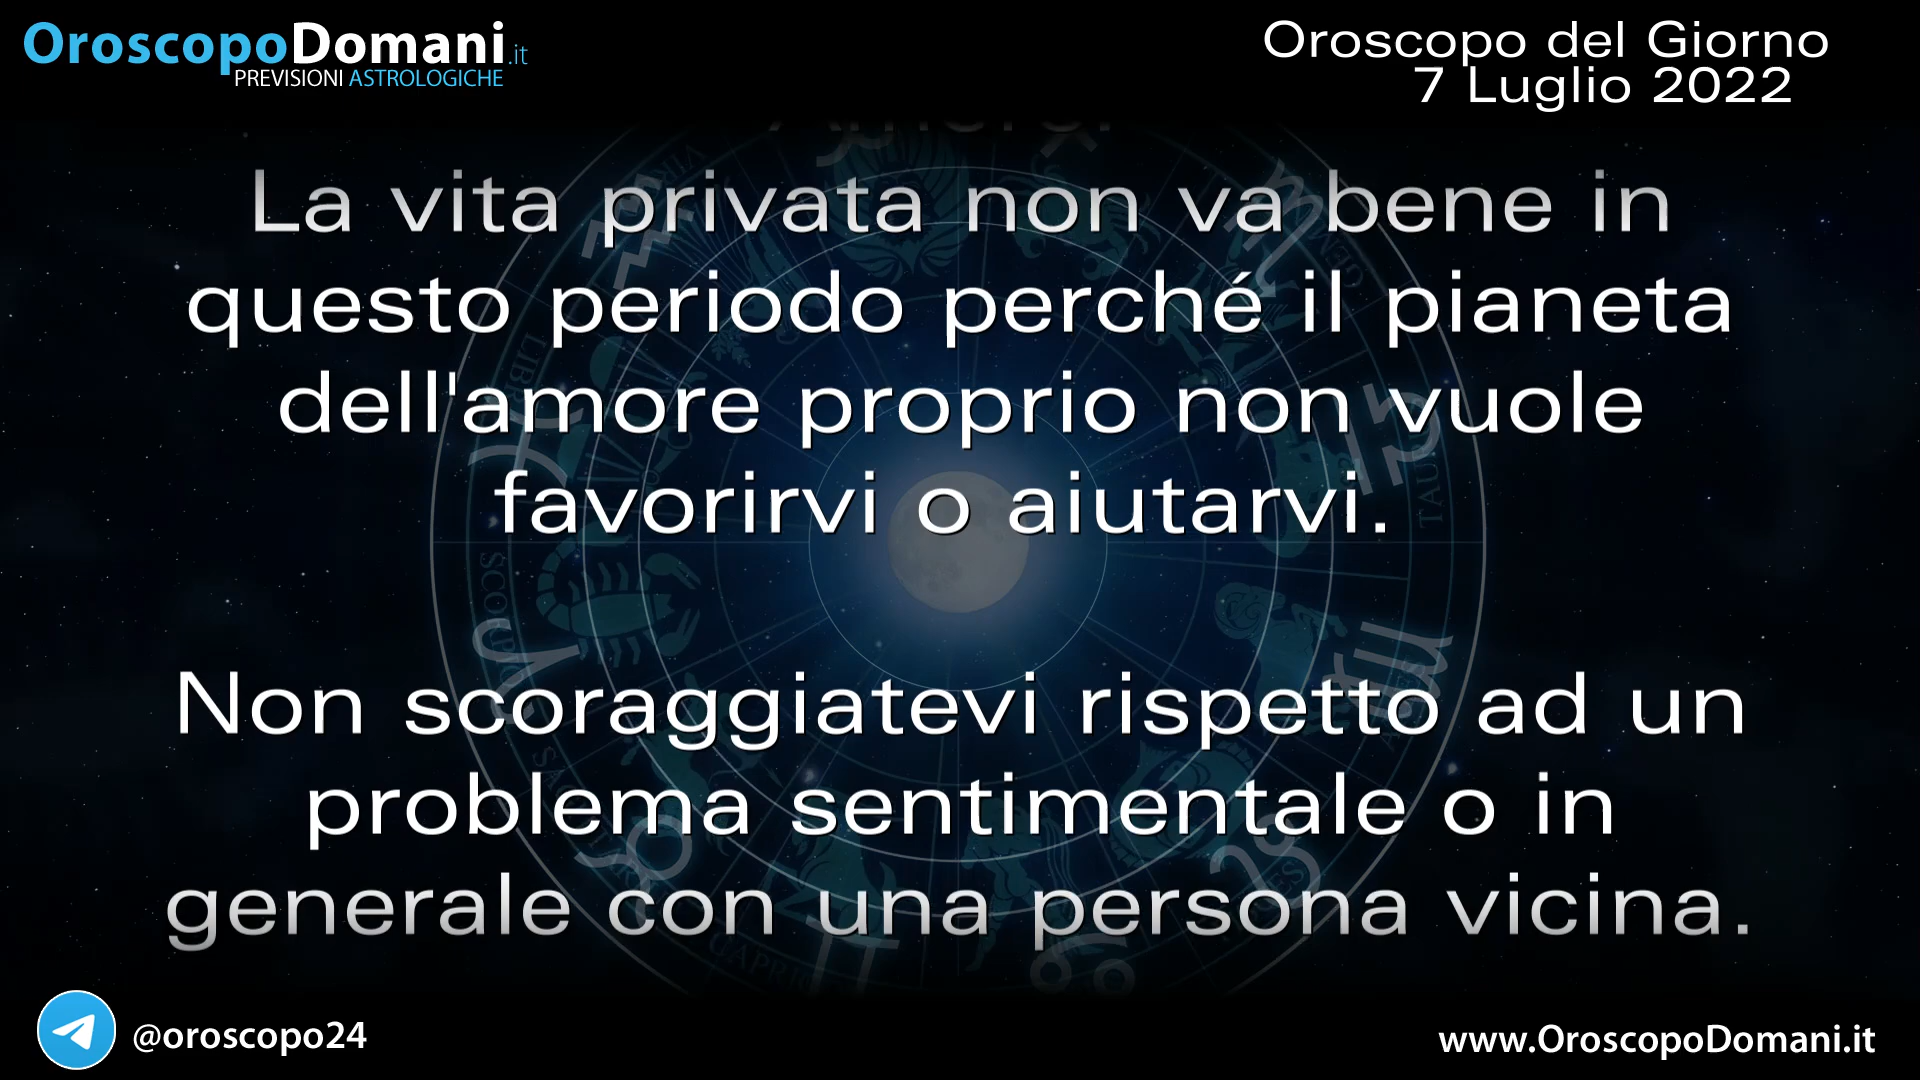 OroscopoDomani.it
PREVISIONI ASTROLOGICHE
Oroscopo del Giorno
7 Luglio 2022
La vita privata non va bene in
questo periodo perché il pianeta
dell'amore proprio non vuole
favorirvi o aiutarvi.
Non scoraggiatevi rispetto ad un
problema sentimentale o in
generale con una persona vicina.
@oroscopo24
www.OroscopoDomani.it